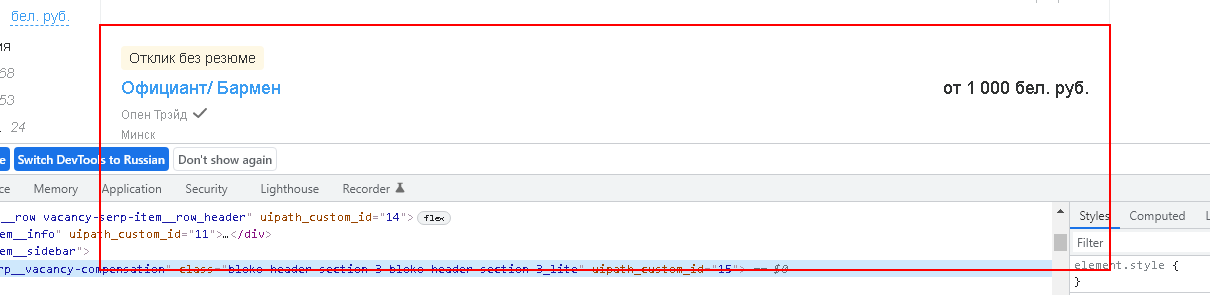 бел. руб.
ия
68
53
24
Отклик без резюме
Официант/ Бармен
от 1 000 бел. руб.
Опен Трэйд
Минск
e
Switch DevTools to Russian
Don't show again
ce Memory Application Security Lighthouse Recorder
__row vacancy-serp-item__row_header" uipath_custom_id="14"> flex
em__info" uipath_custom_id="11">…</div>
em__sidebar">
rp__vacancy-compensation" class="bloko-header-section-3 bloko-header-section-3_lite" uipath_custom_id="15"> == $0
Styles Computed L
Filter
element.style {
}